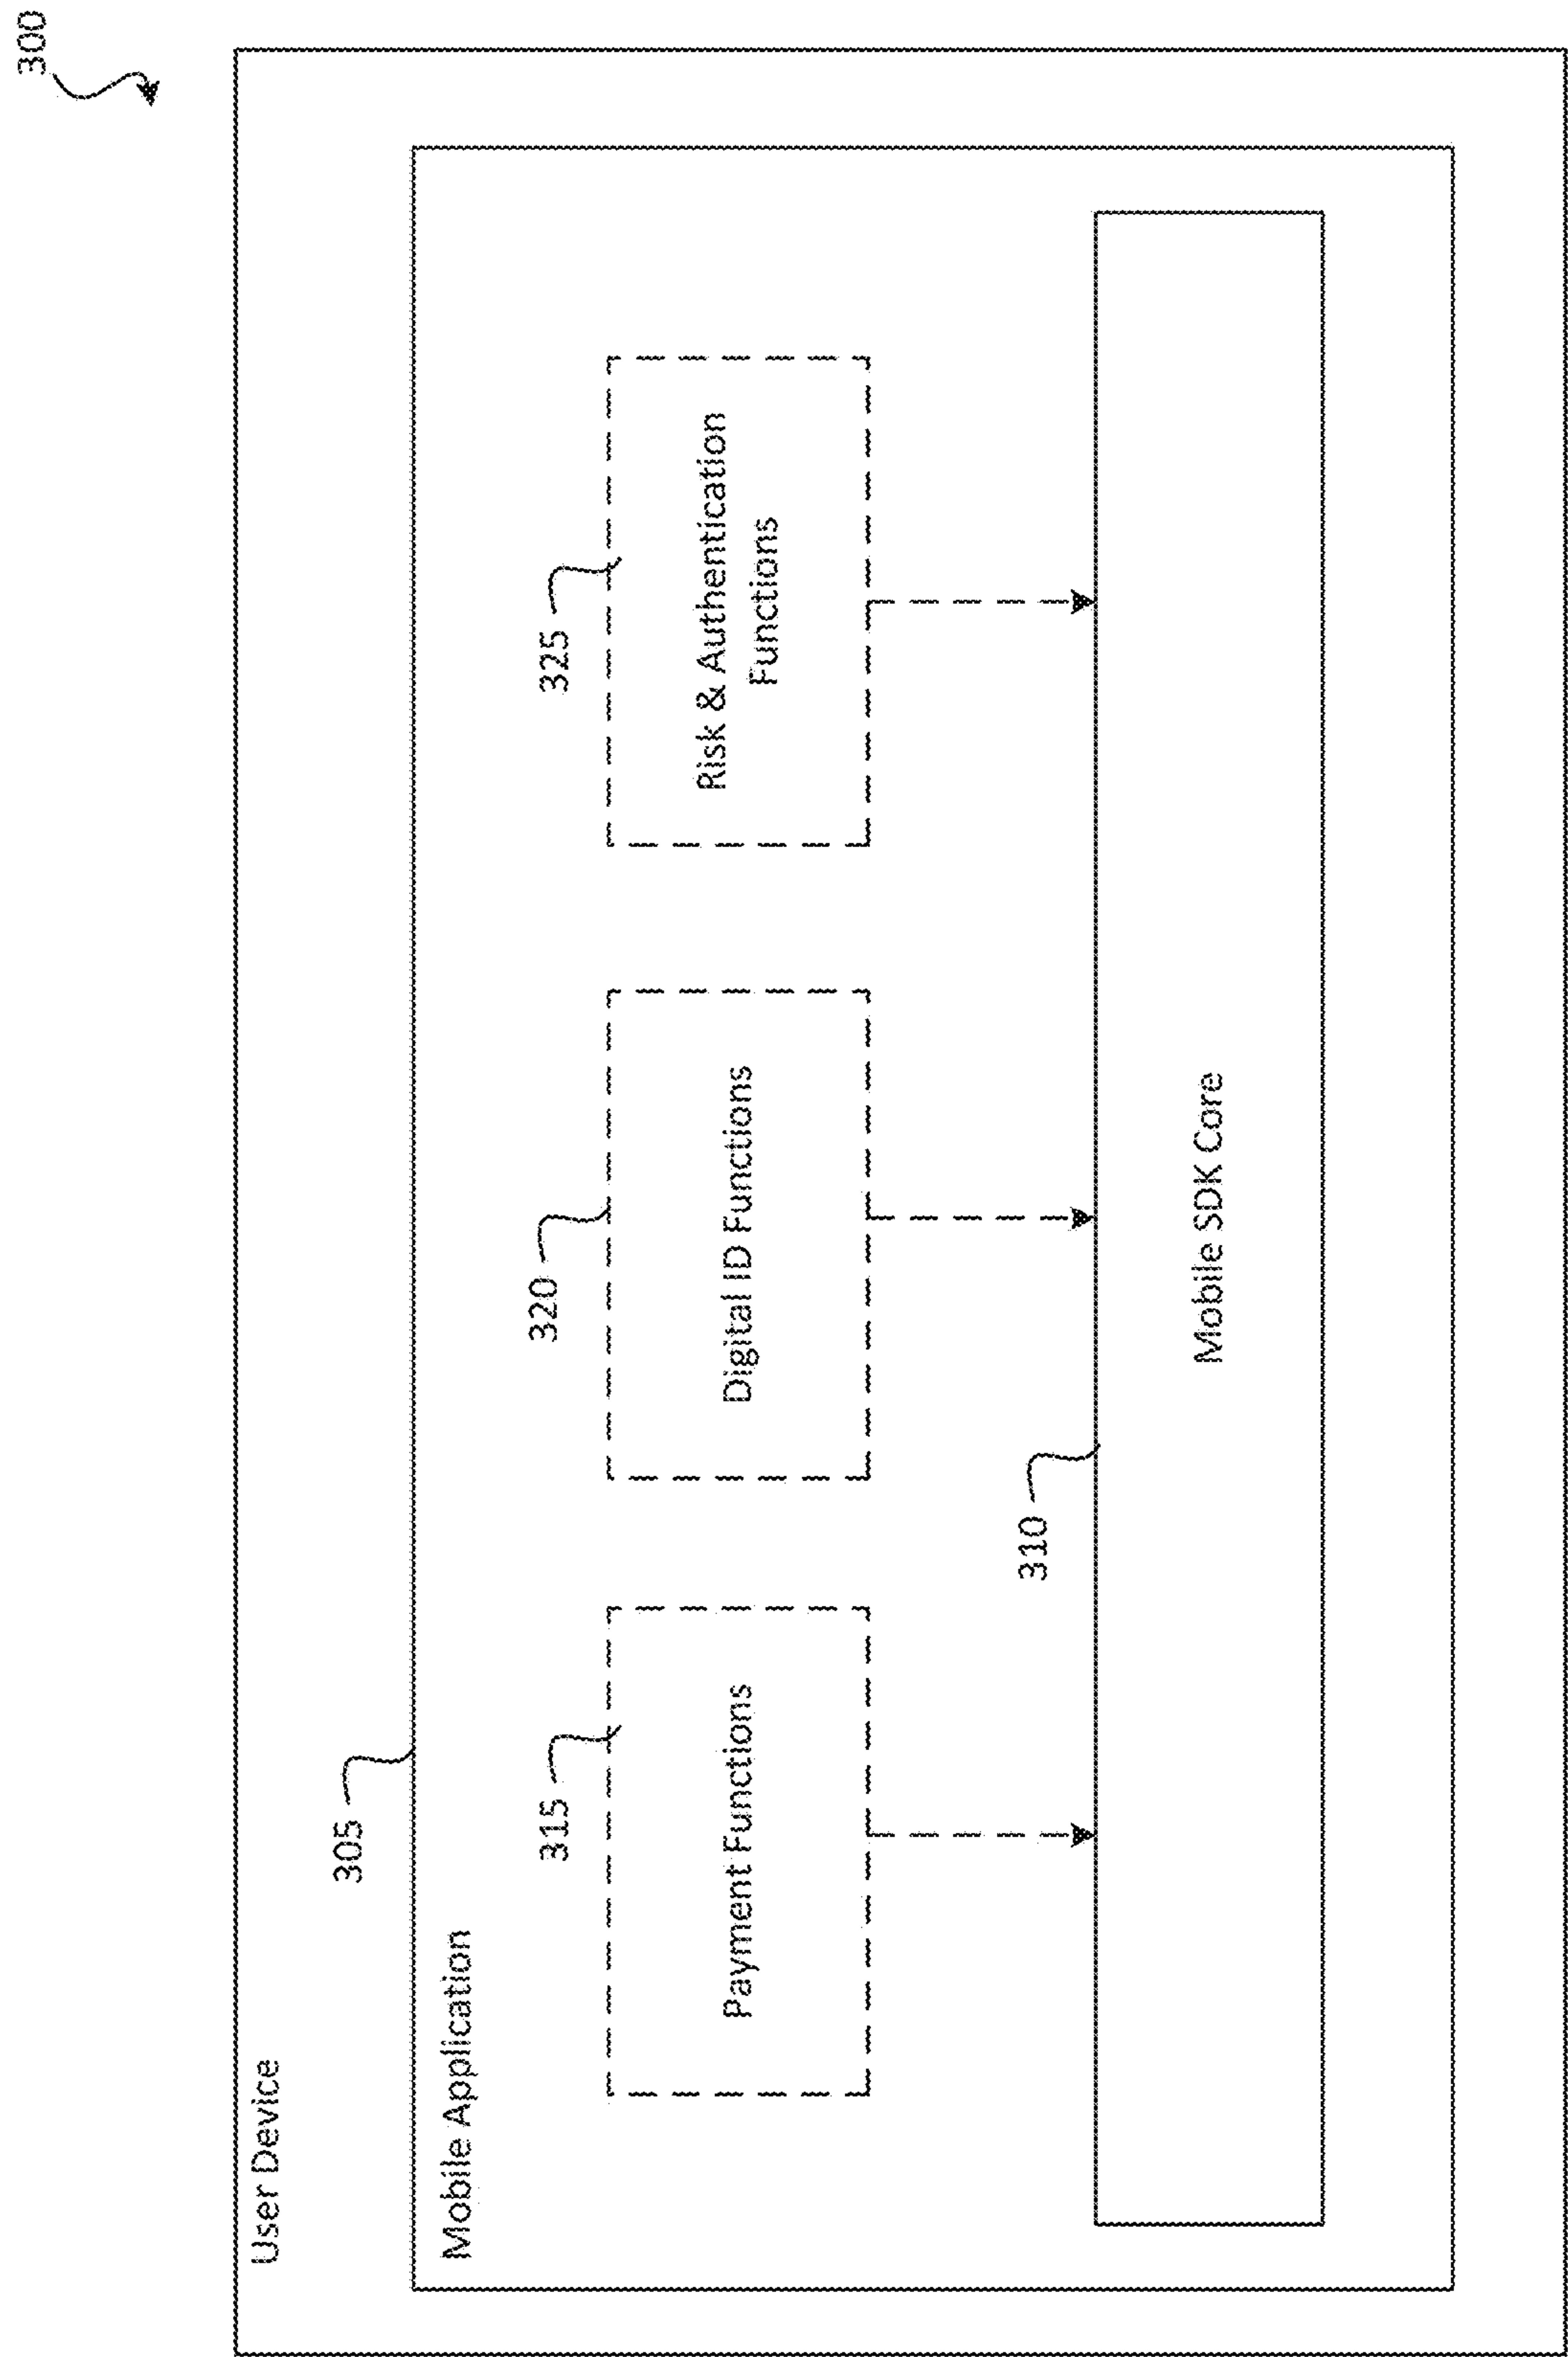 300
User Device
305
Mobile Application
315
320
325
Payment Functions
Digital ID Functions
Risk & Authentication
Functions
310
Mobile SDK Core